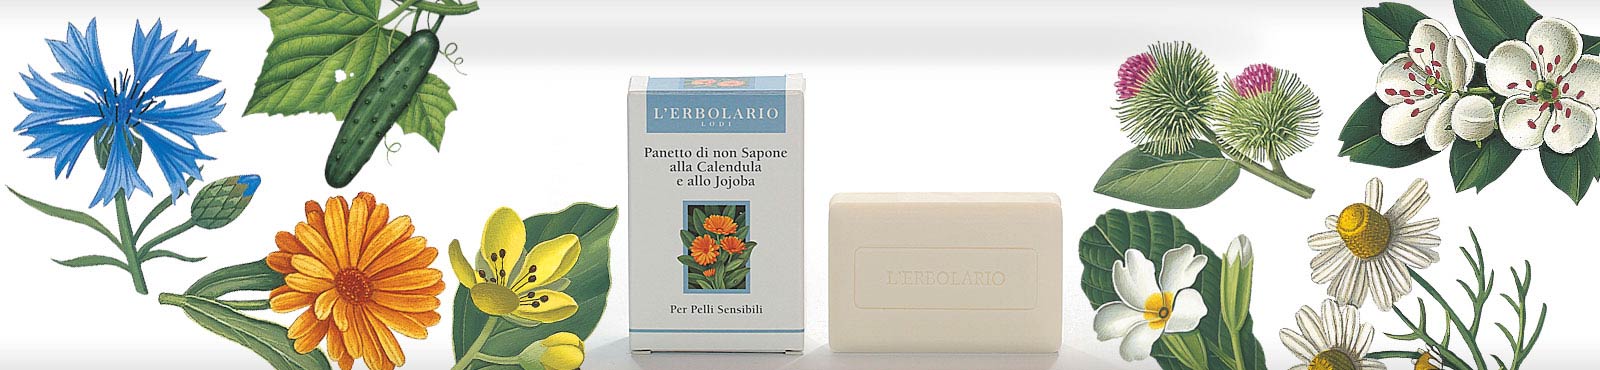 L'ERBOLARIO
LODI
Panetto di non Sapone
alla Calendula
e allo Jojoba
Per Pelli Sensibili
L'ERBOLARIO